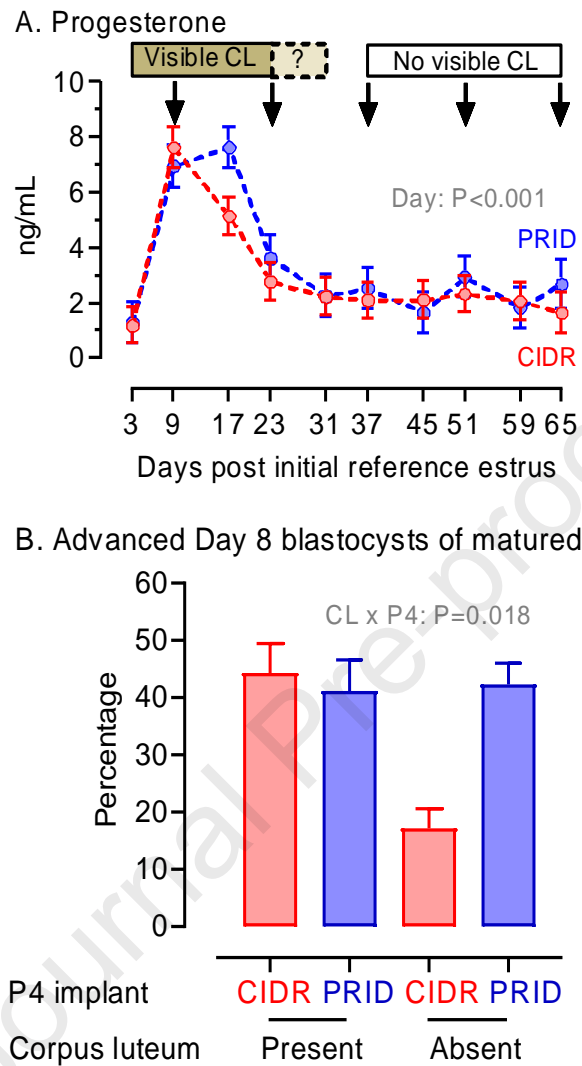 A. Progesterone
Visible CL
?
No visible CL
10
8
6
4
2
0
ng/mL
Day: P<0.001
PRID
CIDR
3 9 17 23 31 37 45 51 59 65
Days post initial reference estrus
B. Advanced Day 8 blastocysts of matured
60
50
40
30
20
10
0
Percentage
CL x P4: P=0.018
P4 implant CIDR PRID CIDR PRID
Corpus luteum Present Absent
Journal Pre-proo